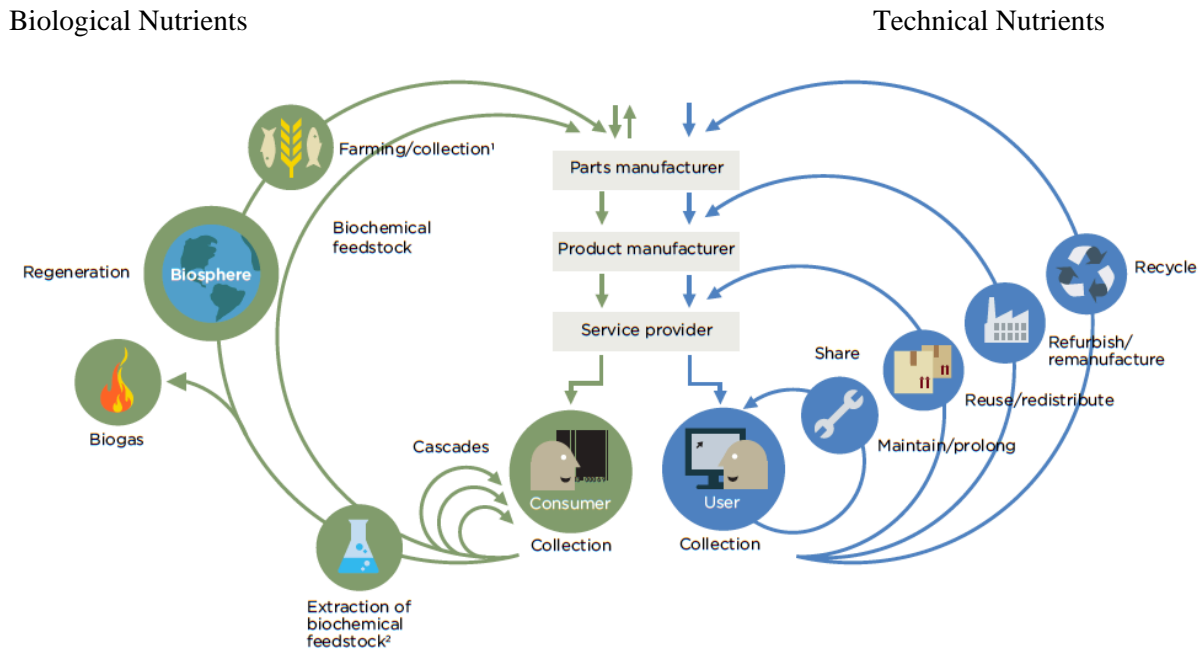 Biological Nutrients
Technical Nutrients
Farming/collection¹
Parts manufacturer
Biochemical
feedstock
Product manufacturer
Regeneration
Biosphere
Recycle
Service provider
Share
Refurbish/
remanufacture
Reuse/redistribute
Biogas
Cascades
Maintain/prolong
Consumer
User
Collection
Collection
Extraction of
biochemical
feedstock²